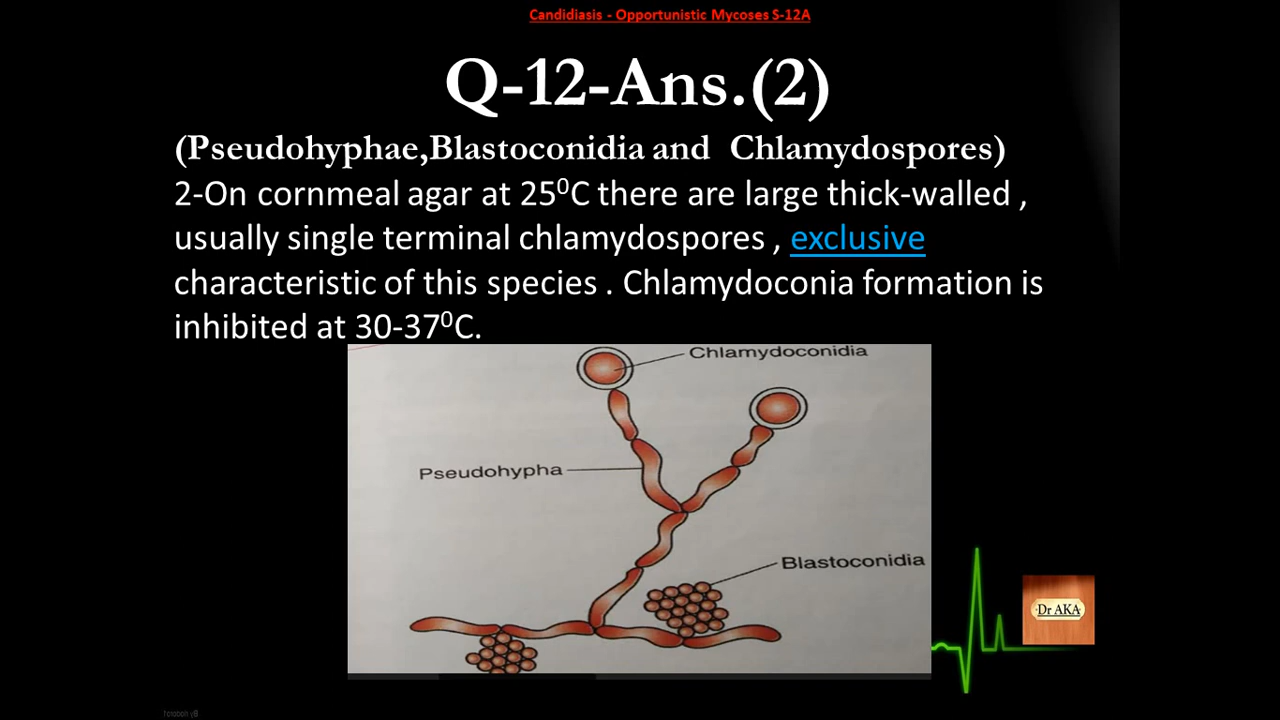 Candidiasis - Opportunistic Mycoses S-12A
Q-12-Ans.(2)
(Pseudohyphae,Blastoconidia and Chlamydospores)
2-On cornmeal agar at 25⁰C there are large thick-walled ,
usually single terminal chlamydospores , exclusive
characteristic of this species . Chlamydoconia formation is
inhibited at 30-37⁰C.
Chlamydoconidia
Pseudohypha
Blastoconidia
Dr AKA